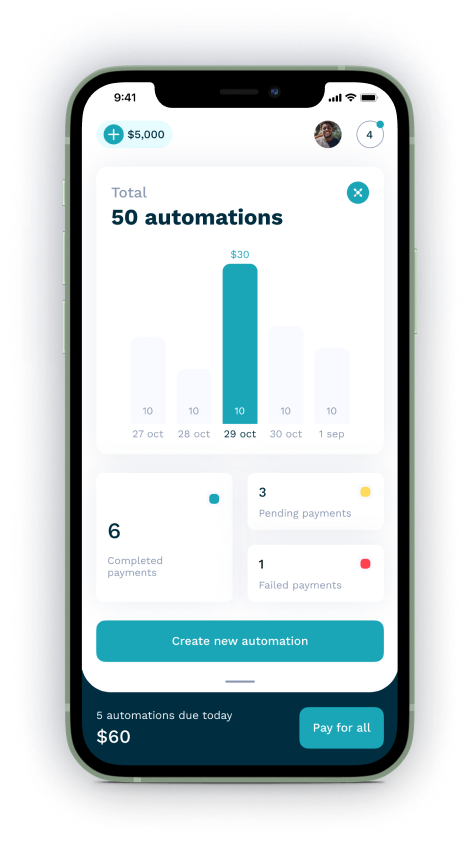 9:41
$5,000
4
Total
50 automations
$30
10 10 10 10 10
27 oct 28 oct 29 oct 30 oct 1 sep
6
Completed
payments
3
Pending payments
1
Failed payments
Create new automation
5 automations due today
$60
Pay for all